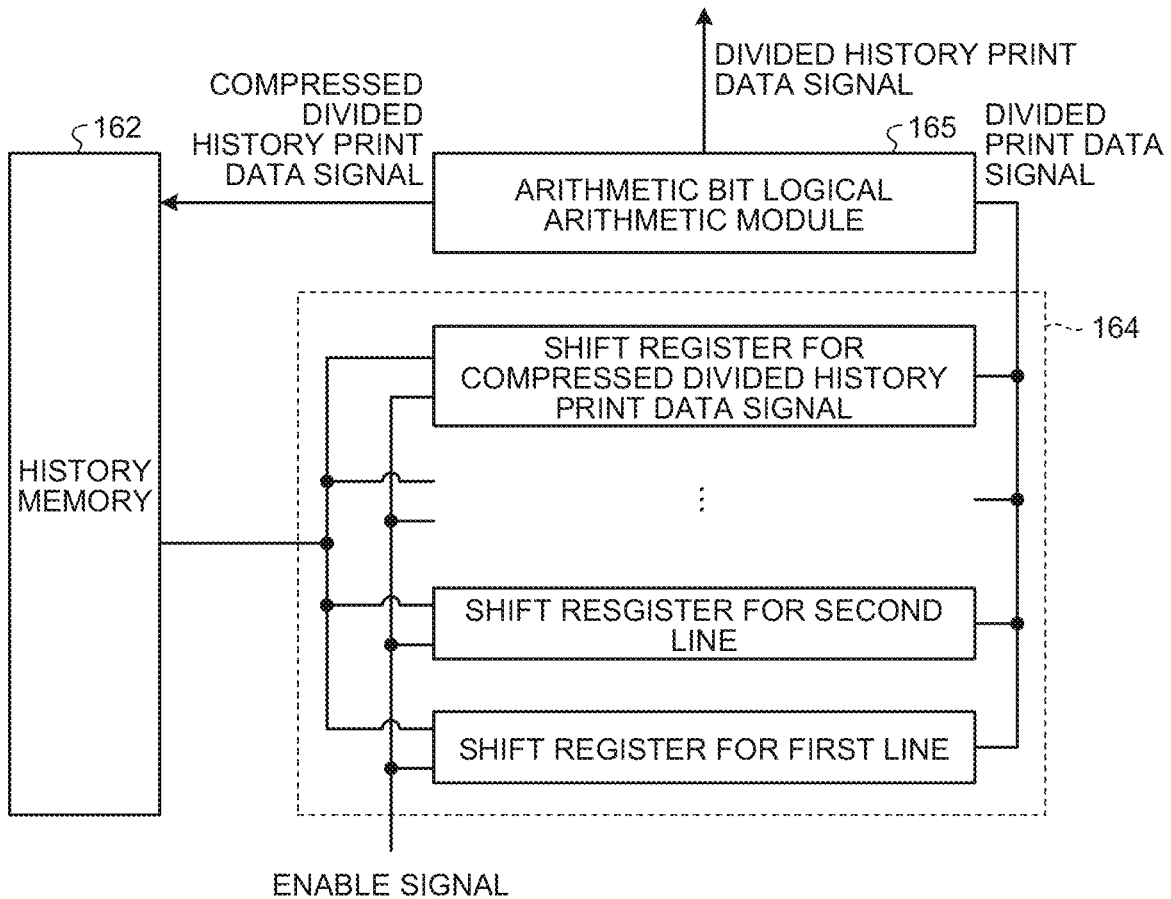 DIVIDED HISTORY PRINT
DATA SIGNAL
COMPRESSED
DIVIDED
HISTORY PRINT
DATA SIGNAL
162
165
DIVIDED
PRINT DATA
SIGNAL
ARITHMETIC BIT LOGICAL
ARITHMETIC MODULE
164
SHIFT REGISTER FOR
COMPRESSED DIVIDED HISTORY
PRINT DATA SIGNAL
HISTORY
MEMORY
⋮
SHIFT RESGISTER FOR SECOND
LINE
SHIFT REGISTER FOR FIRST LINE
ENABLE SIGNAL